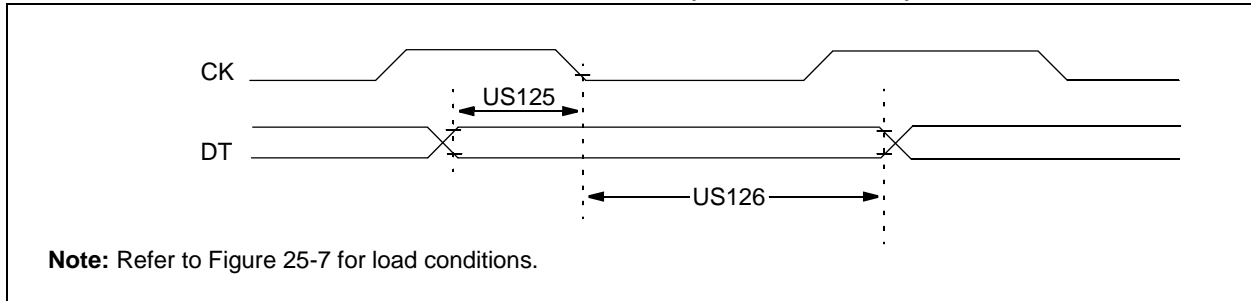 CK
US125
DT
US126
Note: Refer to Figure 25-7 for load conditions.